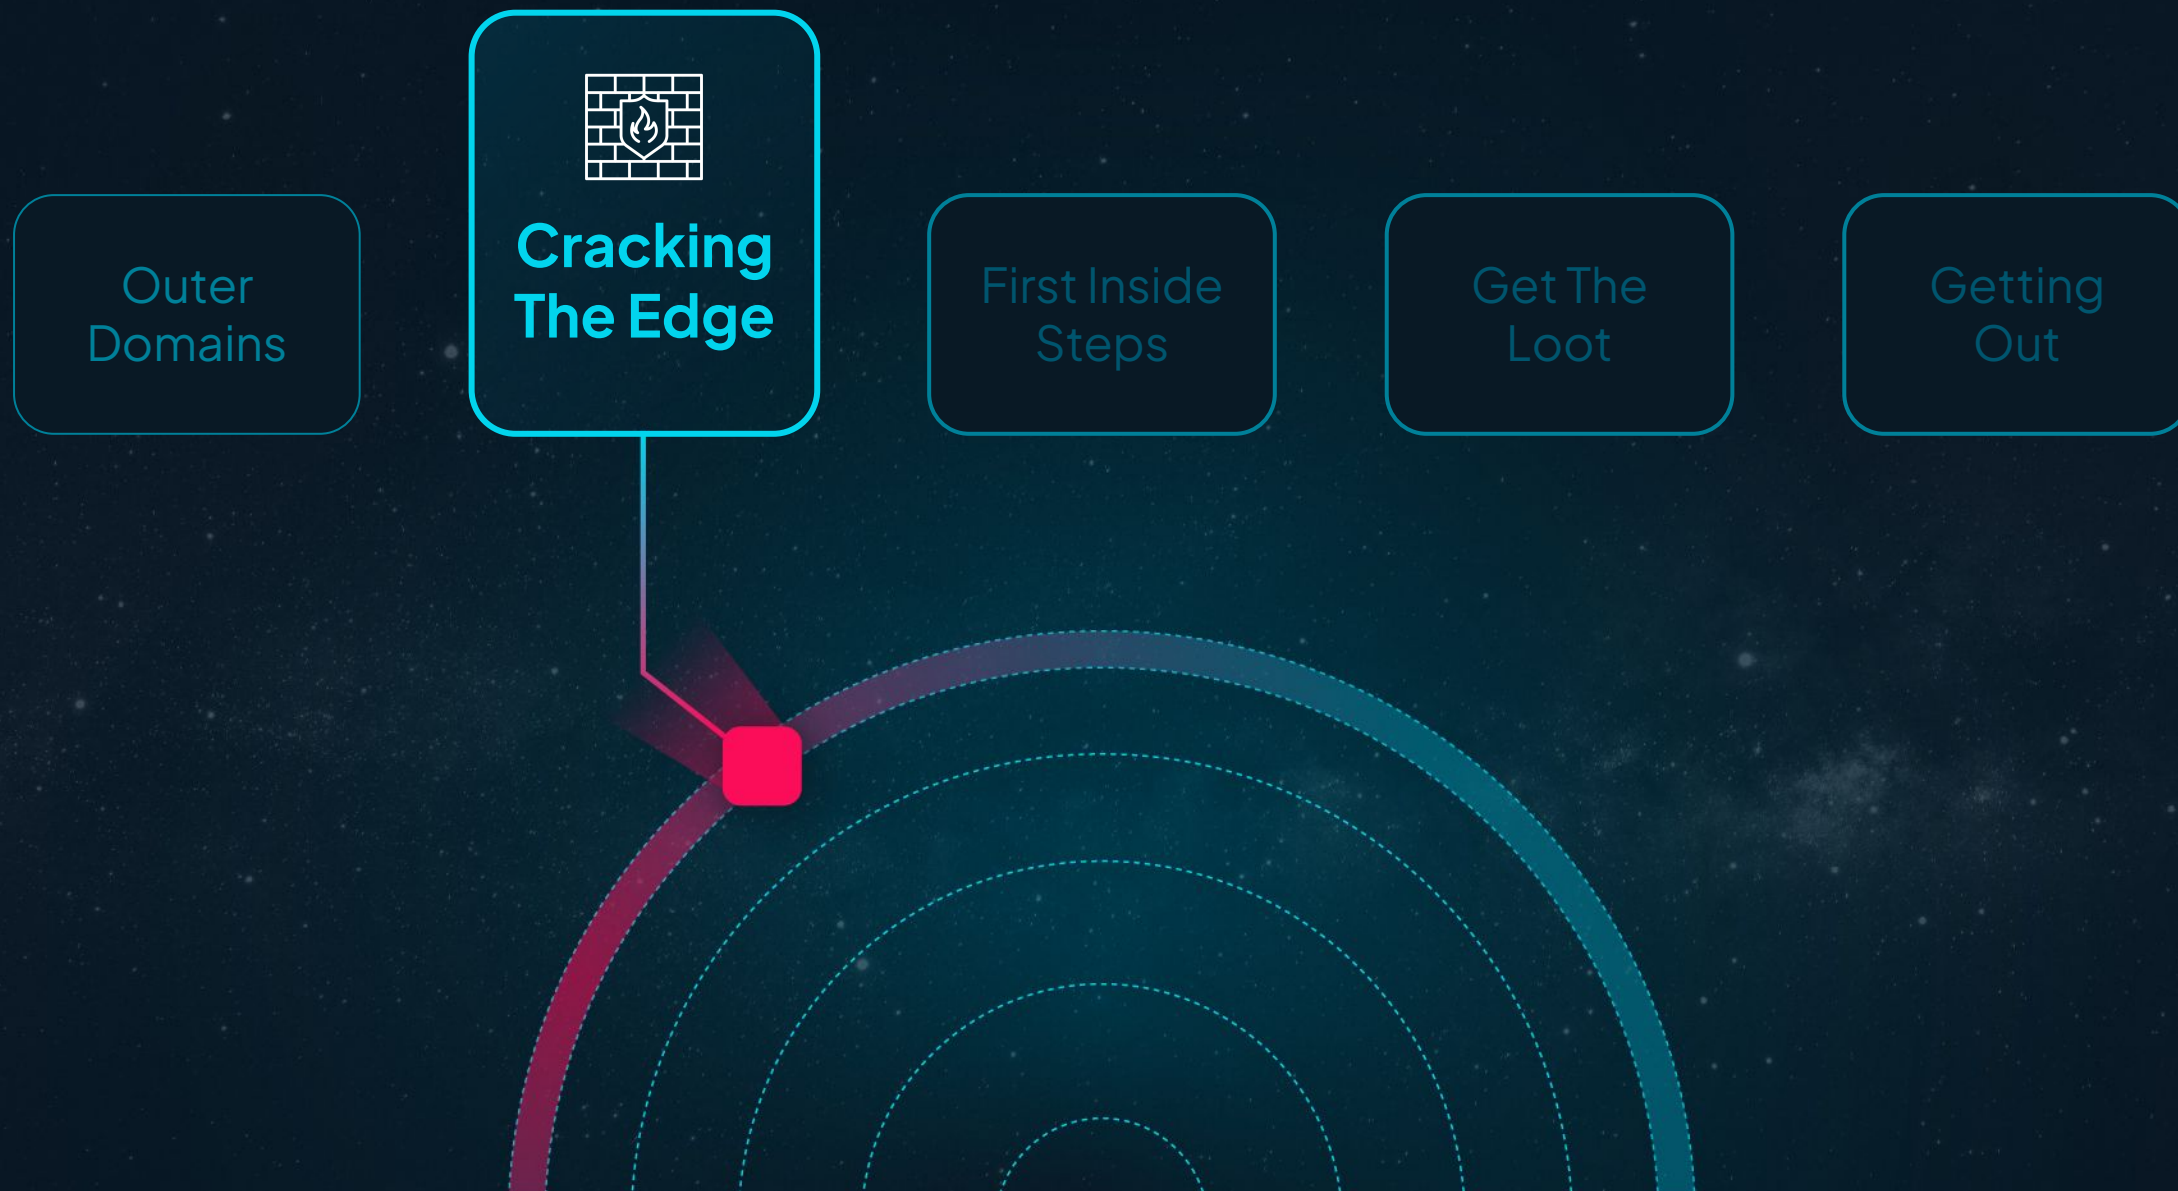 Outer
Domains
Cracking
The Edge
First Inside
Steps
Get The
Loot
Getting
Out